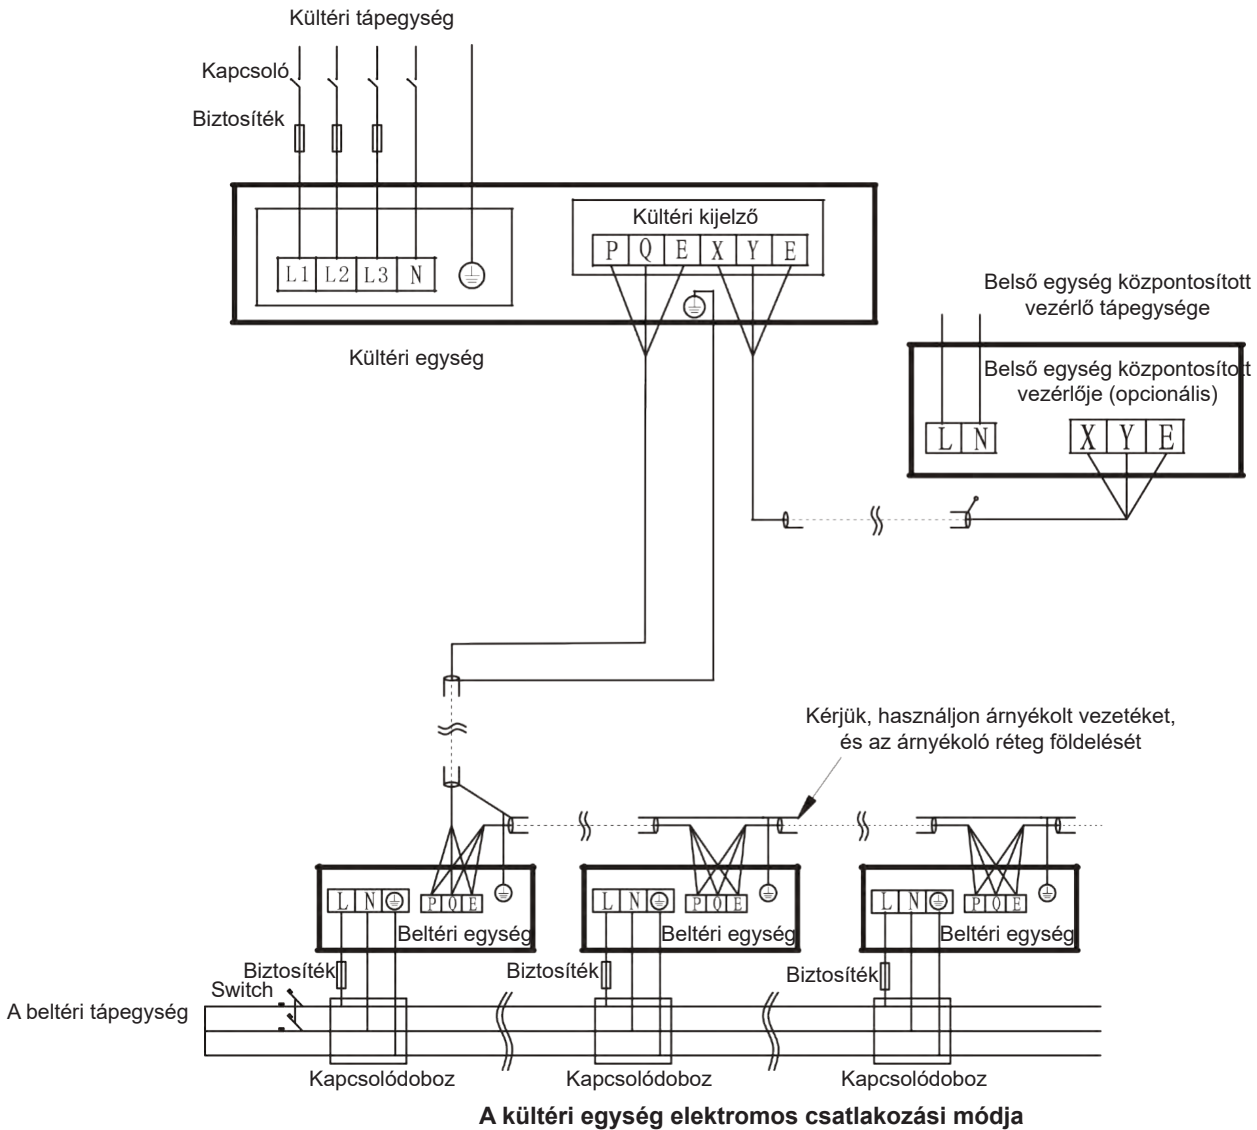 Kültéri tápegység
Kapcsoló
Biztosíték
Kültéri kijelző
P Q E X Y E
L1 L2 L3 N
Kültéri egység
Belső egység központosított
vezérlő tápegysége
Belső egység központosított
vezérlője (opcionális)
L N
X Y E
Kérjük, használjon árnyékolt vezetéket,
és az árnyékoló réteg földelését
L N
P Q E
Beltéri egység
L N
P Q E
Beltéri egység
L N
P Q E
Beltéri egység
Biztosíték
Biztosíték
Biztosíték
Switch
A beltéri tápegység
Kapcsolódoboz
Kapcsolódoboz
Kapcsolódoboz
A kültéri egység elektromos csatlakozási módja